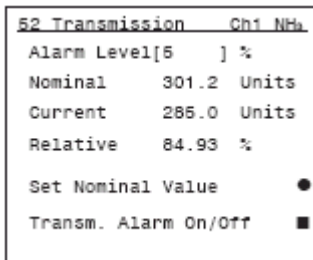 52 Transmission Ch1 NH₃
Alarm Level[5 ] %
Nominal 301.2 Units
Current 285.0 Units
Relative 84.93 %
Set Nominal Value ●
Transm. Alarm On/Off ■